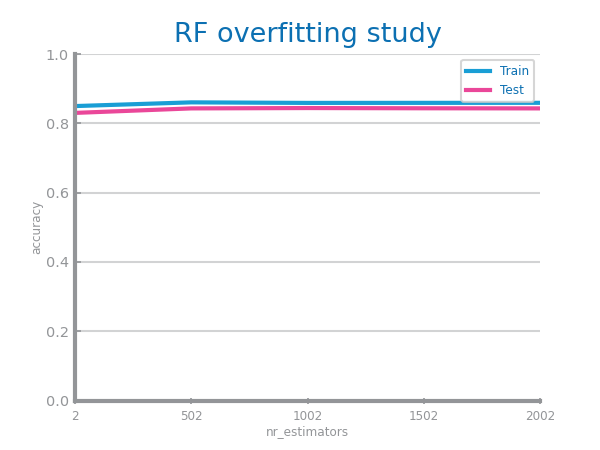 RF overfitting study
1.0
0.8
0.6
0.4
0.2
0.0
accuracy
Train
Test
2 502 1002 1502 2002
nr_estimators